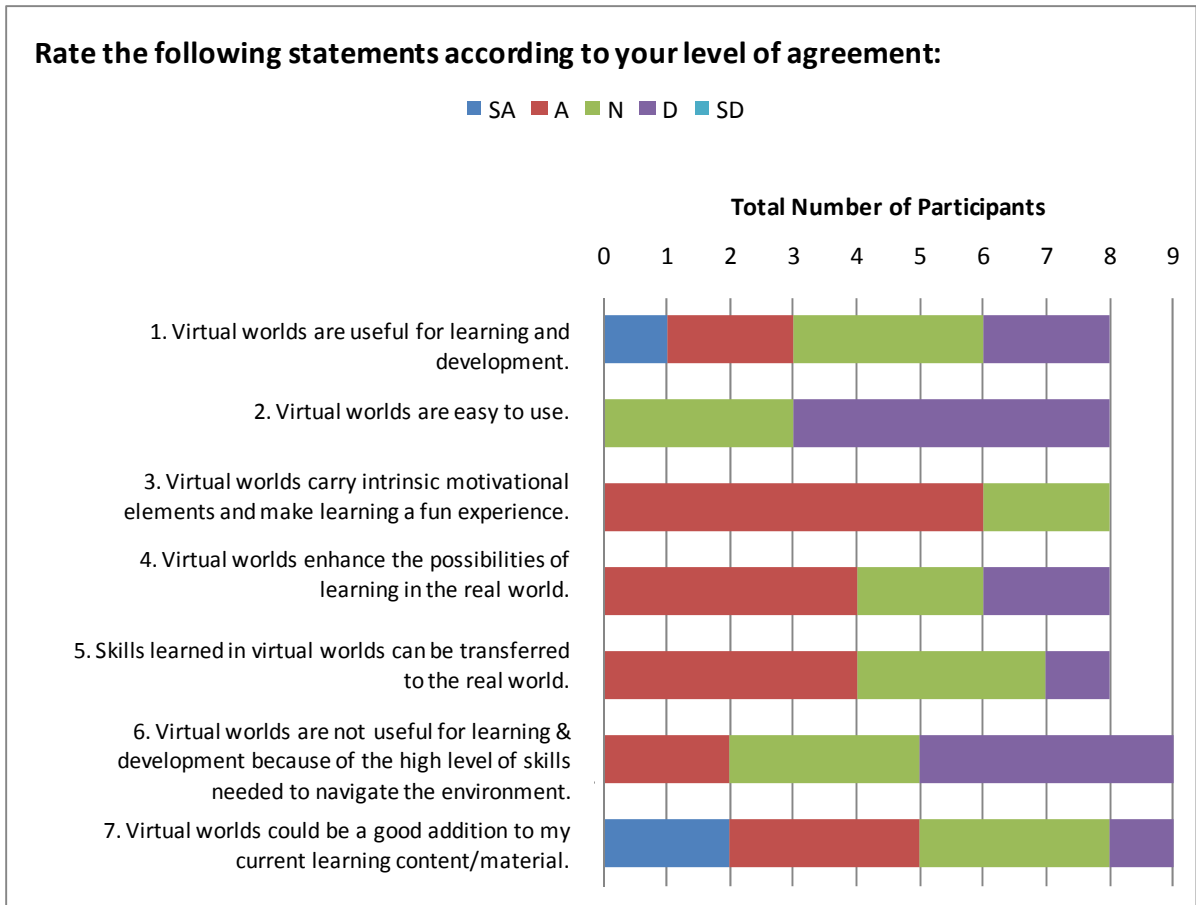 Rate the following statements according to your level of agreement:
SA A N D SD
Total Number of Participants
0 1 2 3 4 5 6 7 8 9
1. Virtual worlds are useful for learning and
development.
2. Virtual worlds are easy to use.
3. Virtual worlds carry intrinsic motivational
elements and make learning a fun experience.
4. Virtual worlds enhance the possibilities of
learning in the real world.
5. Skills learned in virtual worlds can be transferred
to the real world.
6. Virtual worlds are not useful for learning &
development because of the high level of skills
needed to navigate the environment.
7. Virtual worlds could be a good addition to my
current learning content/material.